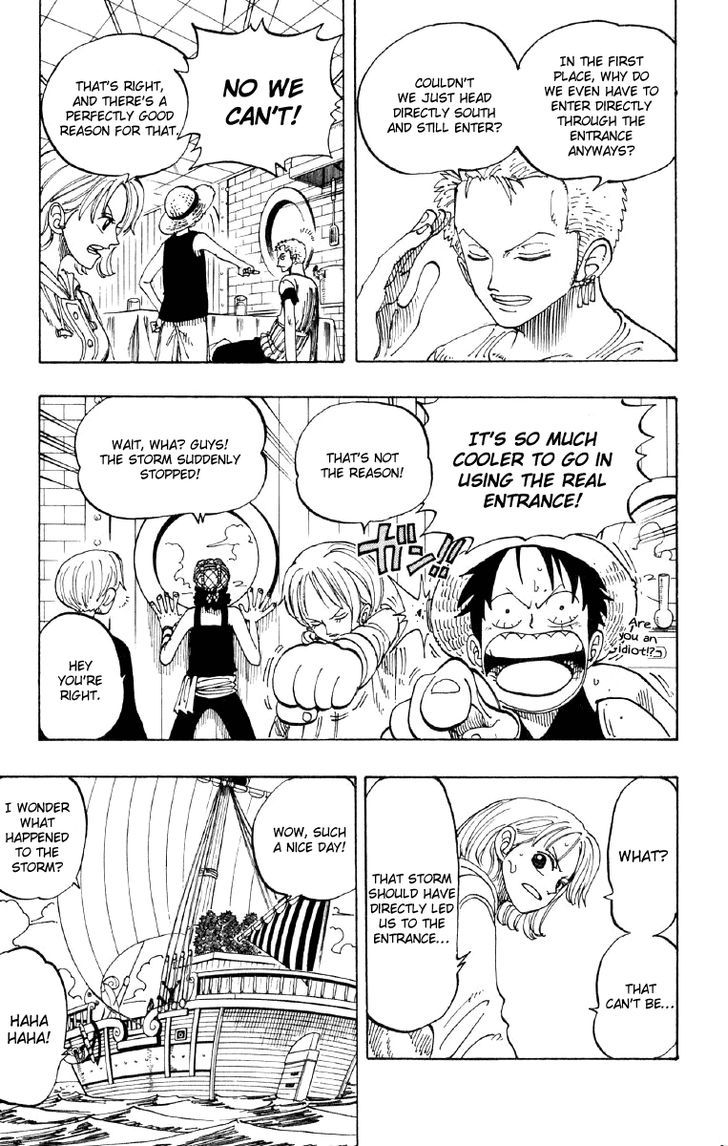 IN THE FIRST
PLACE, WHY DO
WE EVEN HAVE TO
ENTER DIRECTLY
THROUGH THE
ENTRANCE
ANYWAYS?
COULDN'T
WE JUST HEAD
DIRECTLY SOUTH
AND STILL ENTER?
NO WE
CAN'T!
THAT'S RIGHT,
AND THERE'S A
PERFECTLY GOOD
REASON FOR THAT.
IT'S SO MUCH
COOLER TO GO IN
USING THE REAL
ENTRANCE!
Are
you an
idiot!?
ガーン!!
THAT'S NOT
THE REASON!
WAIT, WHA? GUYS!
THE STORM SUDDENLY
STOPPED!
HEY
YOU'RE
RIGHT.
WHAT?
THAT
CAN'T BE...
THAT STORM
SHOULD HAVE
DIRECTLY LED
US TO THE
ENTRANCE...
WOW, SUCH
A NICE DAY!
I WONDER
WHAT
HAPPENED
TO THE
STORM?
HAHA
HAHA!